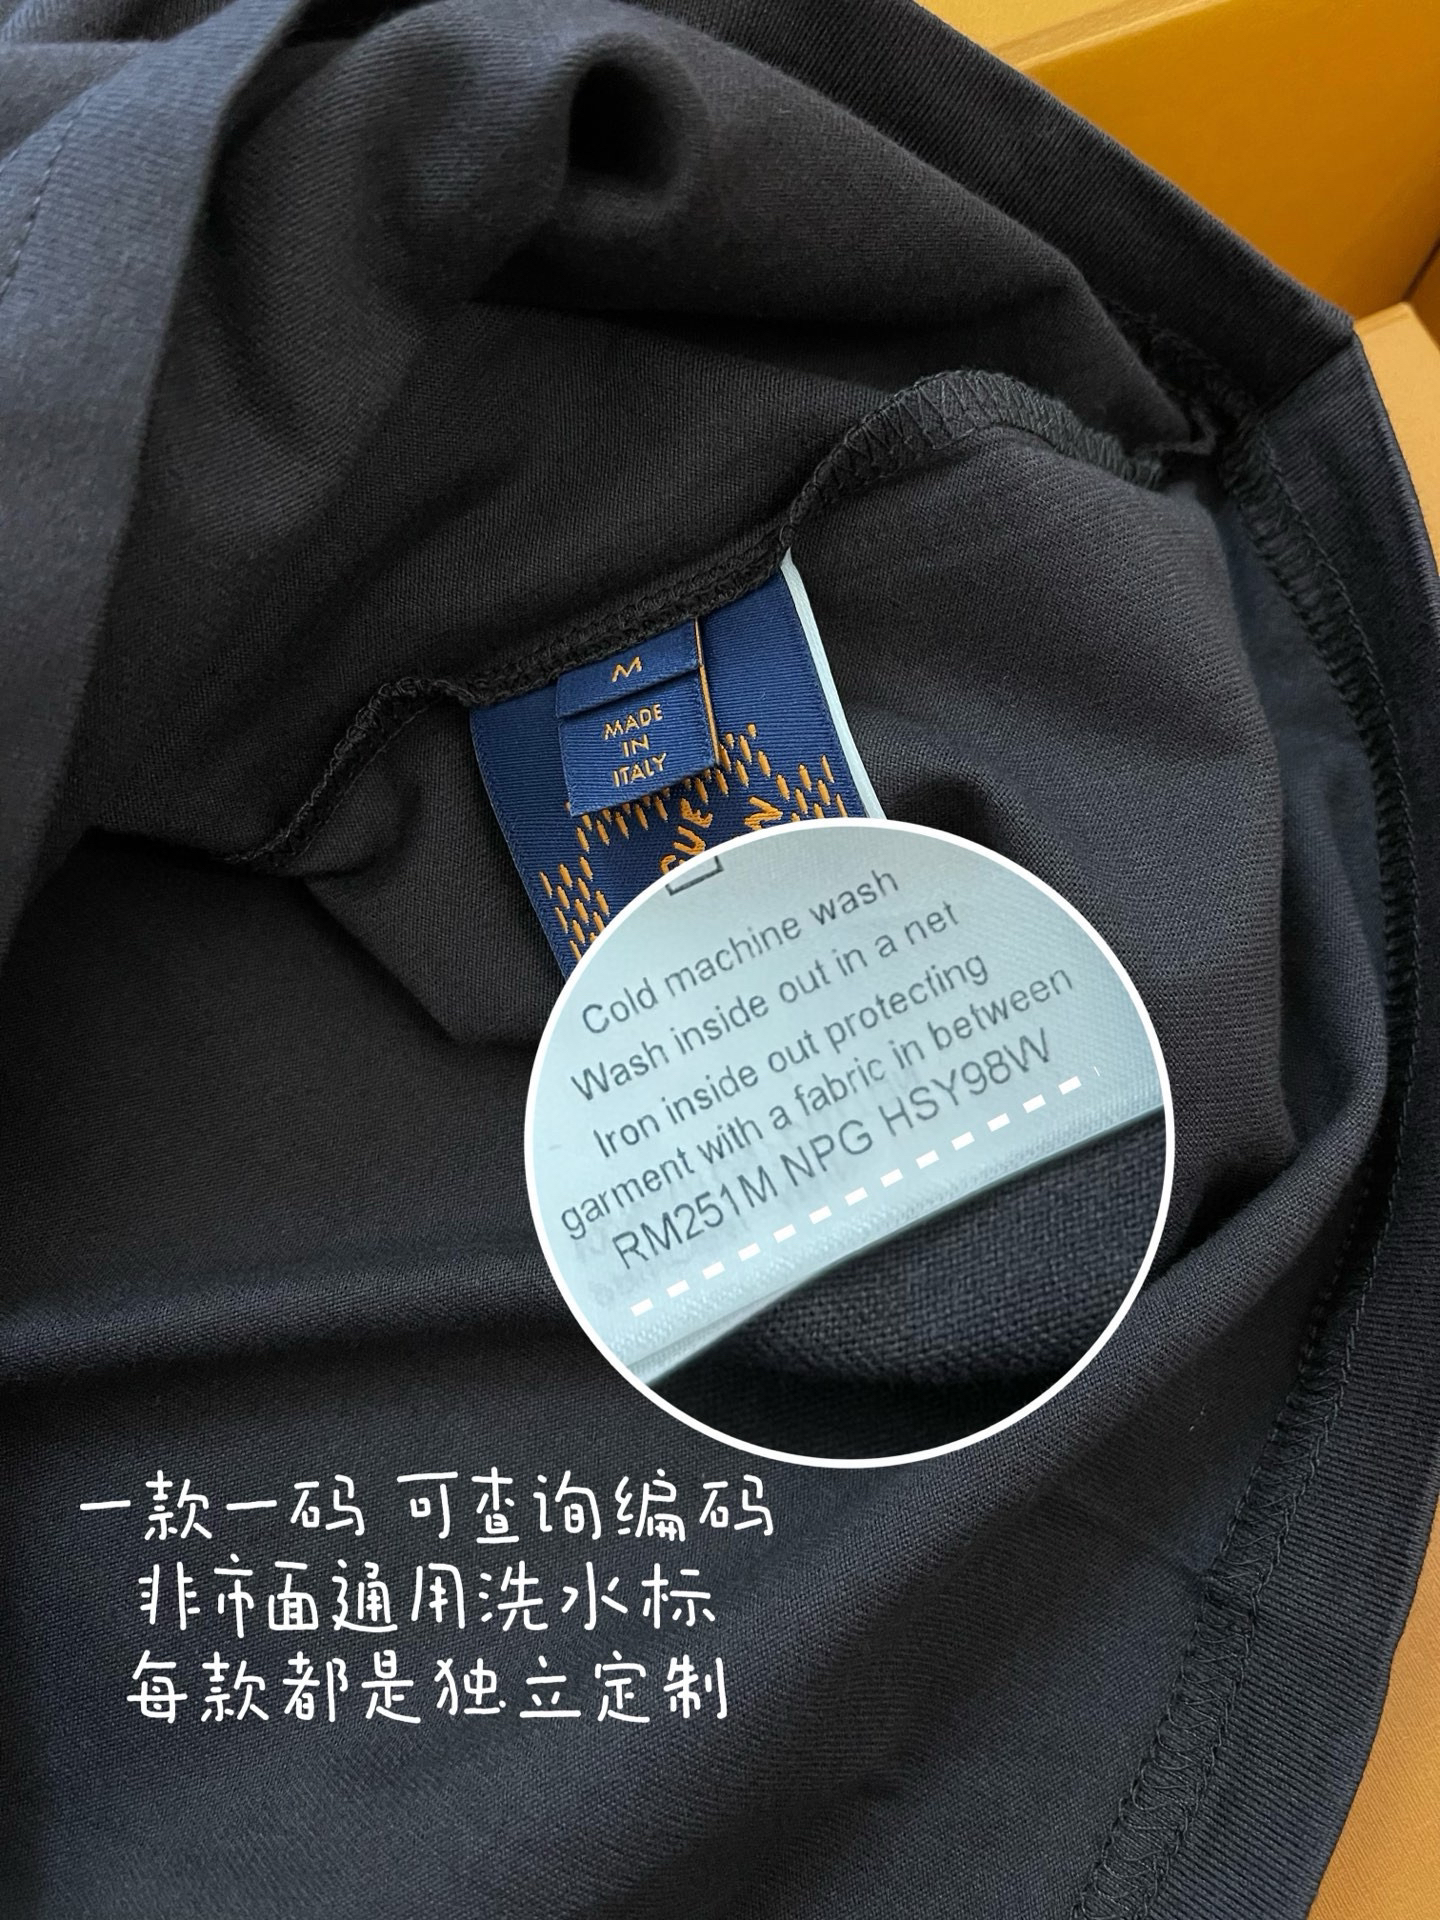 M
MADE
IN
ITALY
Cold machine wash
Wash inside out in a net
Iron inside out protecting
garment with a fabric in between
RM251M NPG HSY98W
一款一码 可查询编码
非市面通用洗水标
每款都是独立定制